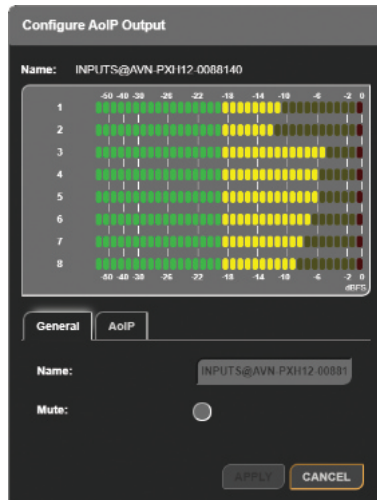 Configure AoIP Output
Name: INPUTS@AVN-PXH12-0088140
-50 -40 -30 -26 -22 -18 -14 -10 -6 -2 0
1
2
3
4
5
6
7
8
-50 -40 -30 -26 -22 -18 -14 -10 -6 -2 0
dBFS
General AoIP
Name: INPUTS@AVN-PXH12-00881
Mute:
APPLY CANCEL